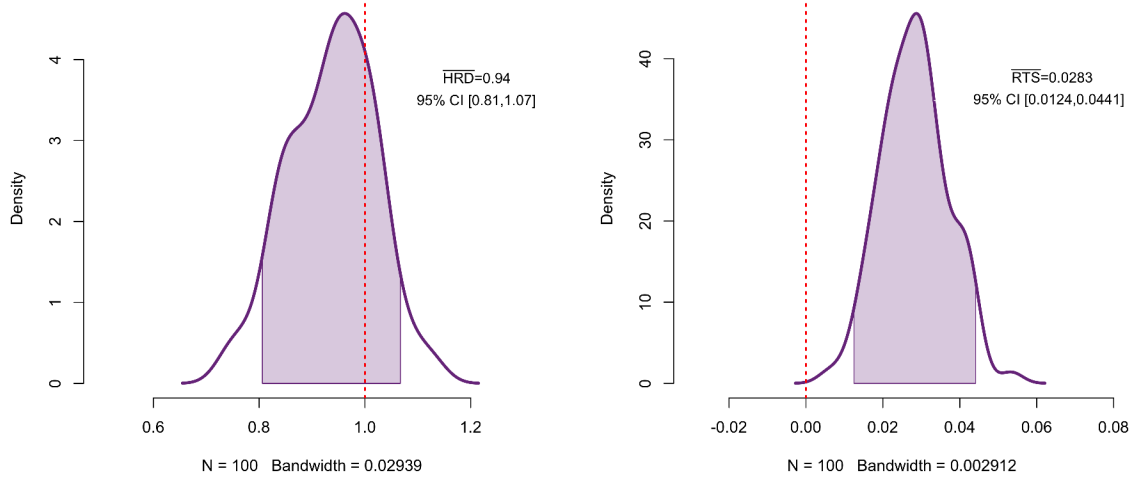 HRD=0.94
95% CI [0.81,1.07]
Density
4
3
2
1
0
0.6 0.8 1.0 1.2
N = 100 Bandwidth = 0.02939
RTS=0.0283
95% CI [0.0124,0.0441]
Density
40
30
20
10
0
-0.02 0.00 0.02 0.04 0.06 0.08
N = 100 Bandwidth = 0.002912